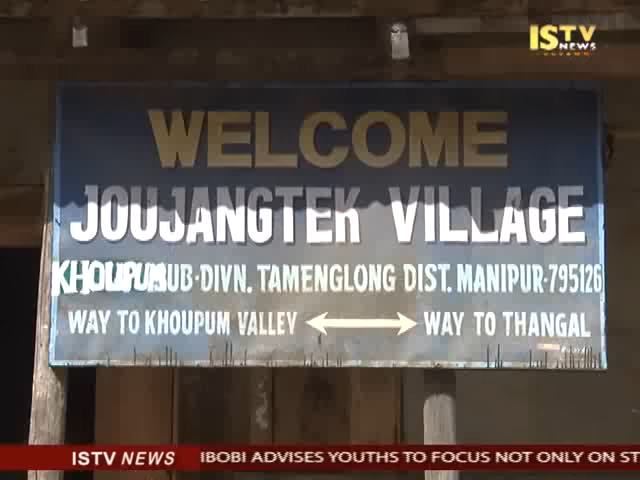 ISTV
NEWS
WELCOME
JOUJANGTEK VILLAGE
KHOUPUM SUB-DIVN. TAMENGLONG DIST. MANIPUR-795126
WAY TO KHOUPUM VALLEY WAY TO THANGAL
ISTV NEWS IBOBI ADVISES YOUTHS TO FOCUS NOT ONLY ON ST